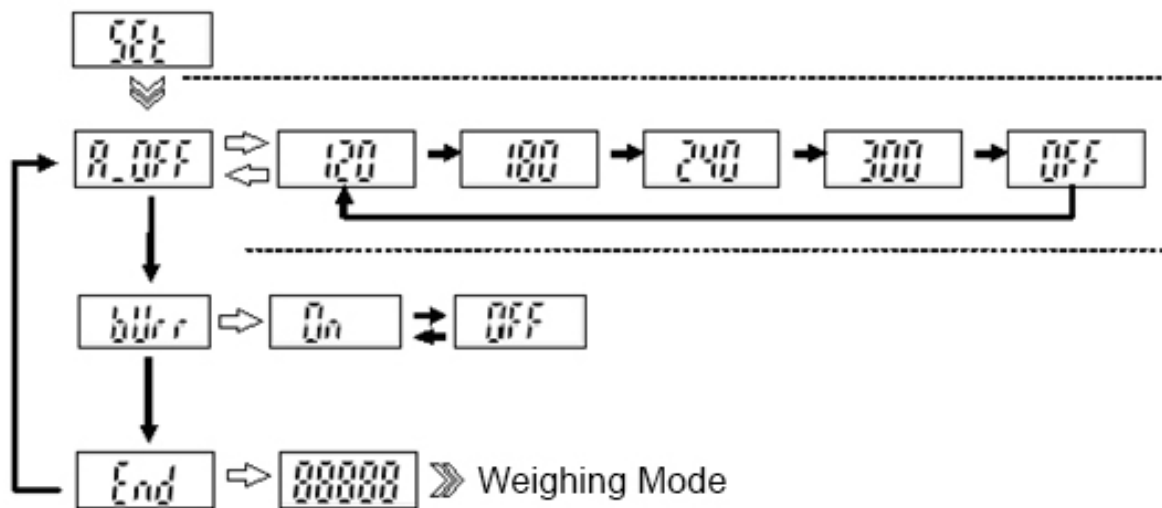 SEt
A_OFF 120 180 240 300 OFF
bUrr On OFF
End 88888 Weighing Mode